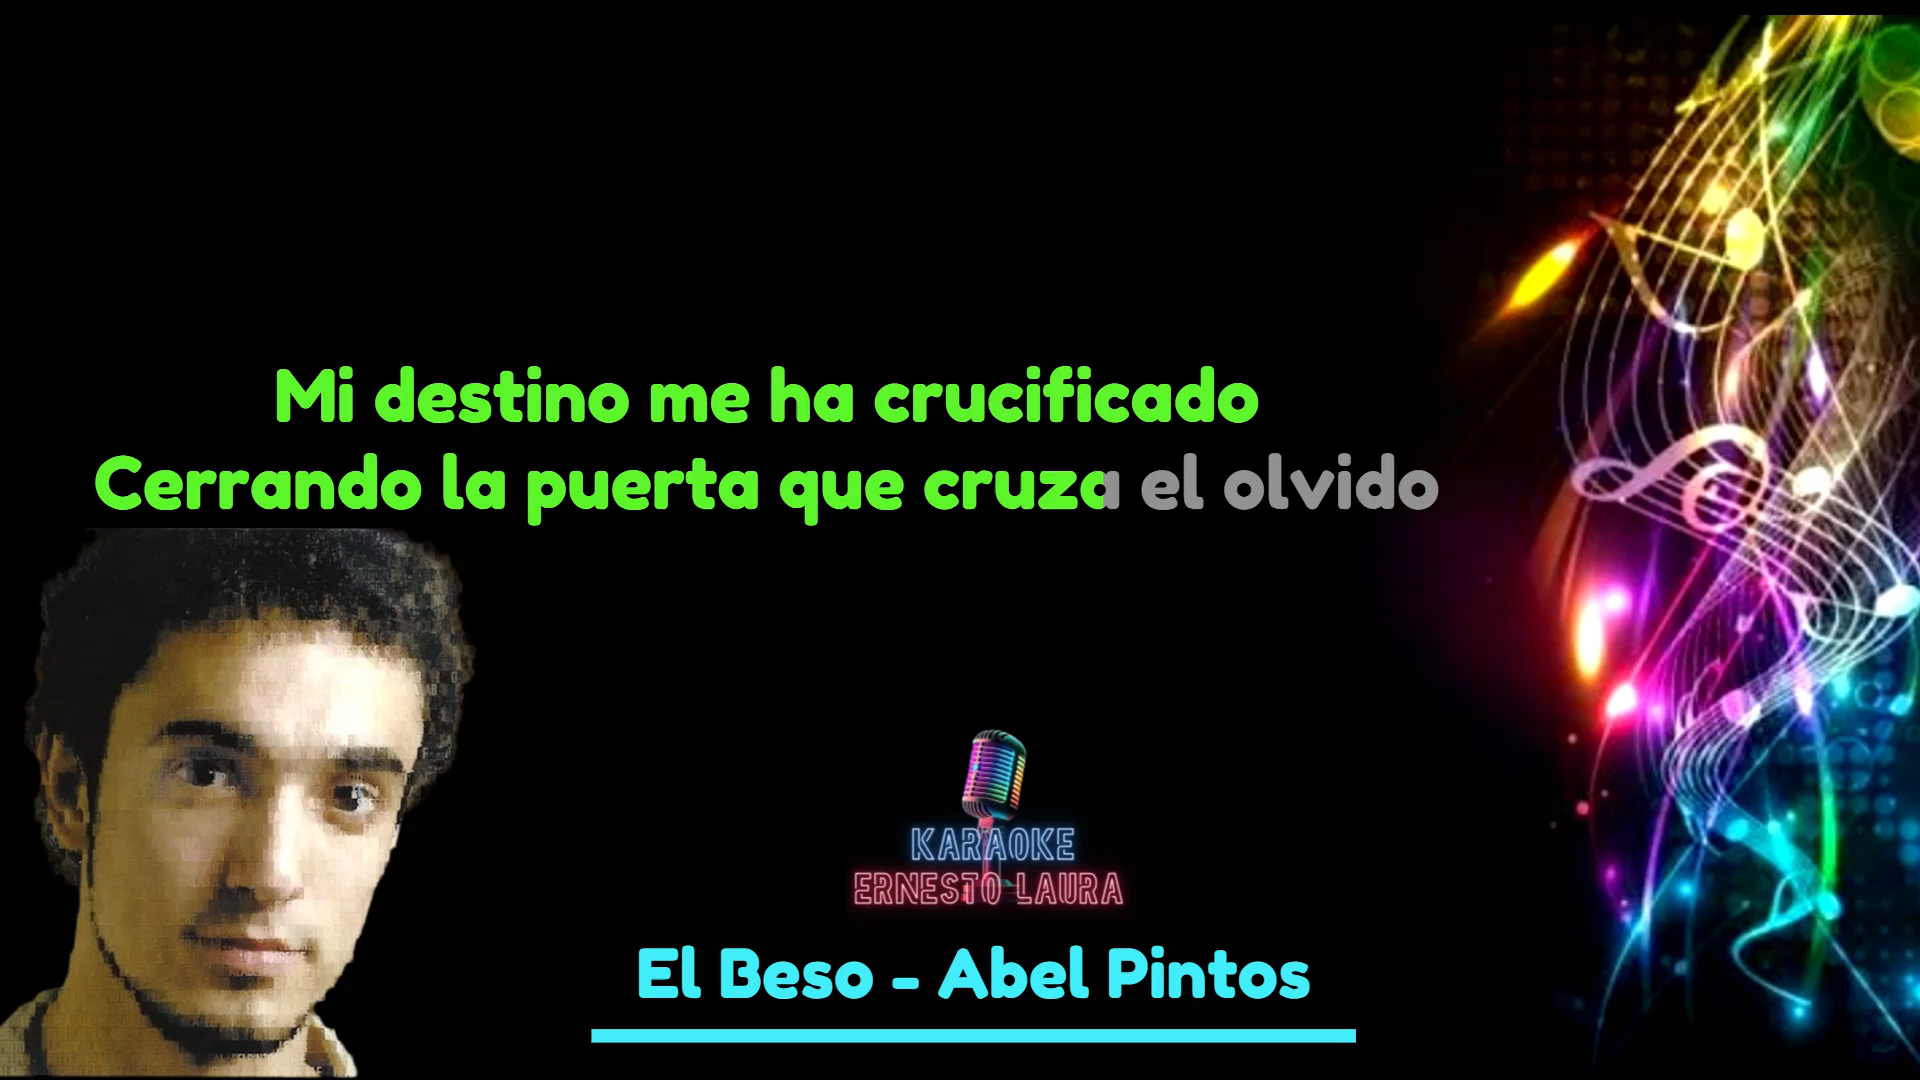 Mi destino me ha crucificado
Cerrando la puerta que cruza el olvido
KARAOKE
ERNESTO LAURA
El Beso - Abel Pintos